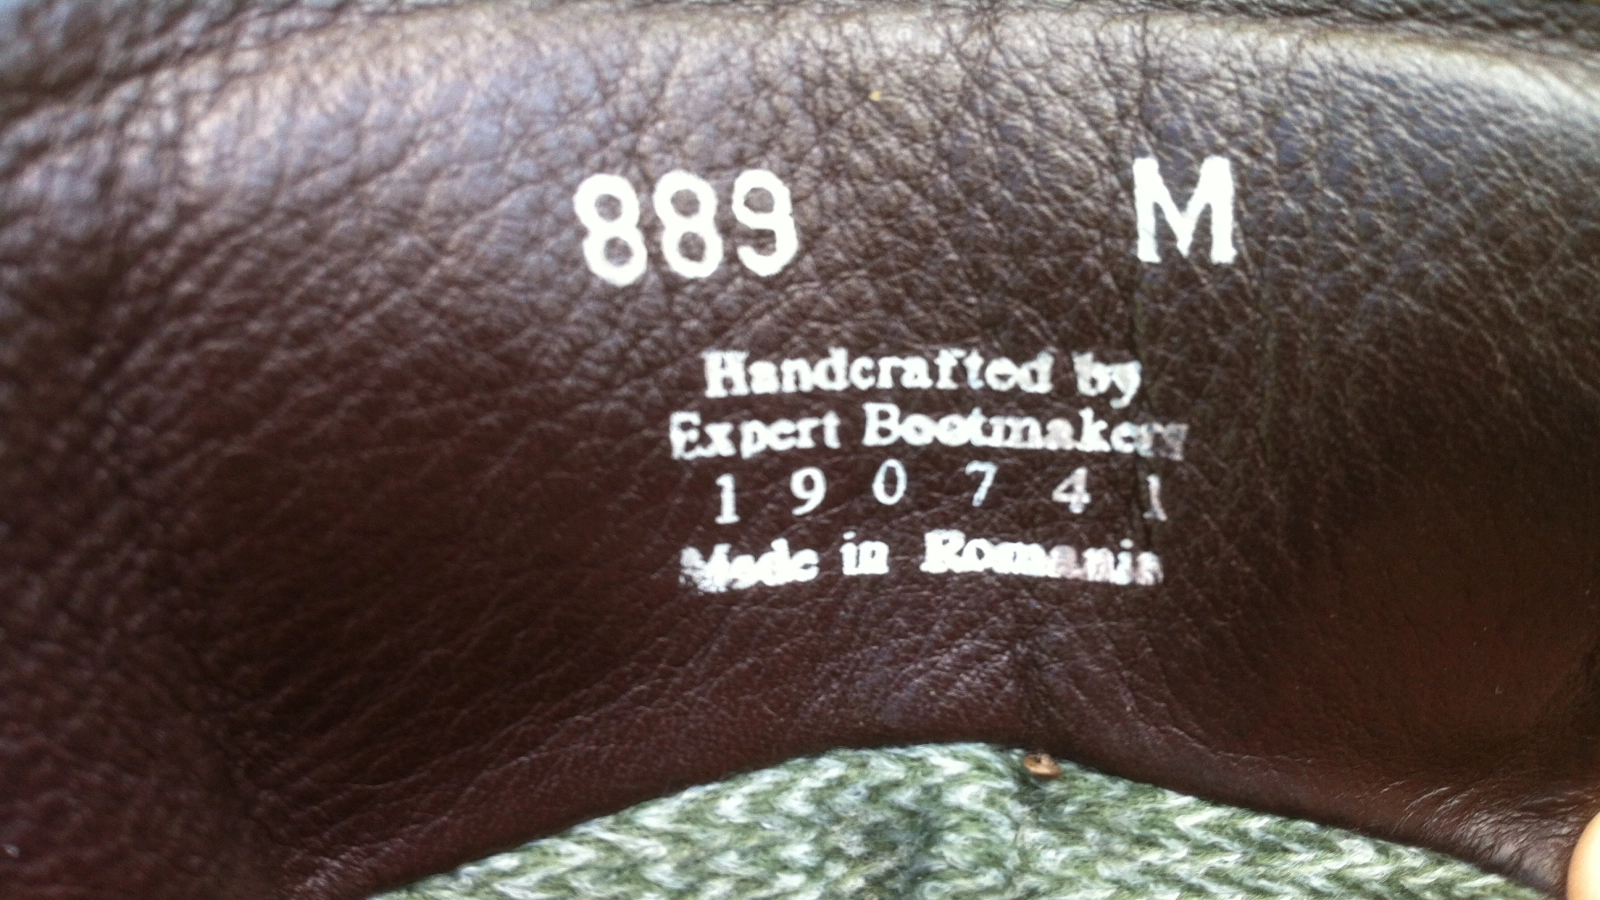 889 M
Handcrafted by
Expert Bootmakers
1 9 0 7 4 1
Made in Romania